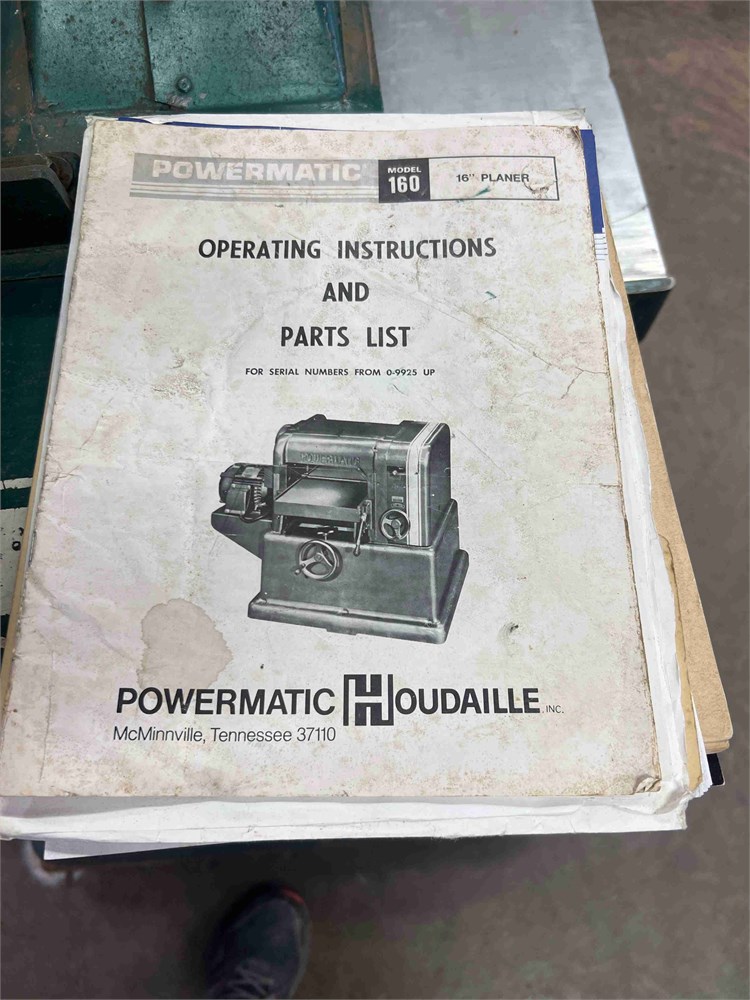 POWERMATIC
MODEL
160
16" PLANER
OPERATING INSTRUCTIONS
AND
PARTS LIST
FOR SERIAL NUMBERS FROM 0-9925 UP
POWERMATIC
POWERMATIC HOUDAILLE, INC.
McMinnville, Tennessee 37110